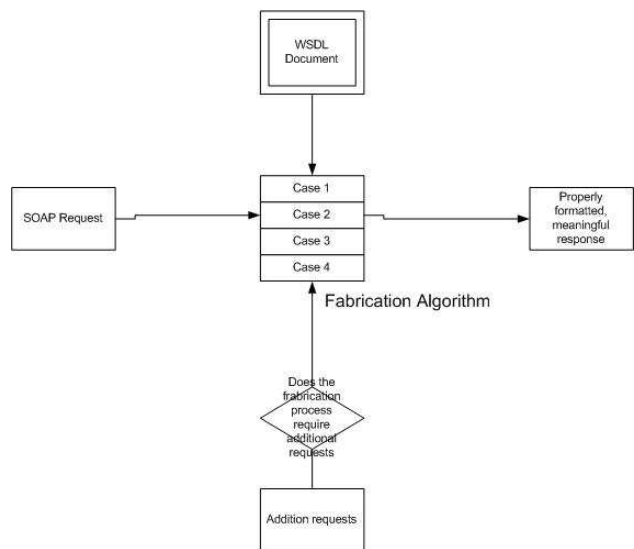 WSDL
Document
SOAP Request
Case 1
Case 2
Case 3
Case 4
Properly
formatted,
meaningful
response
Fabrication Algorithm
Does the
frabrication
process
require
additional
requests
Addition requests